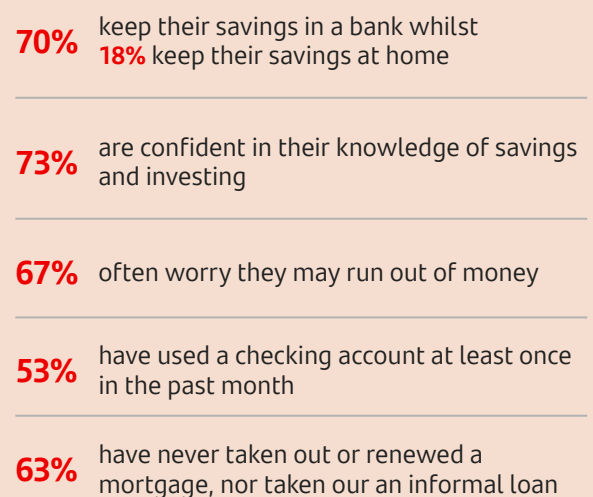 70% keep their savings in a bank whilst
18% keep their savings at home
73% are confident in their knowledge of savings
and investing
67% often worry they may run out of money
53% have used a checking account at least once
in the past month
63% have never taken out or renewed a
mortgage, nor taken our an informal loan